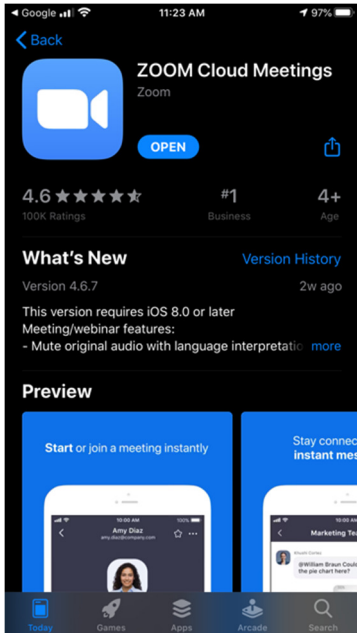 Google 11:23 AM 97%
Back
ZOOM Cloud Meetings
Zoom
OPEN
4.6 #1 4+
100K Ratings Business Age
What's New Version History
Version 4.6.7 2w ago
This version requires iOS 8.0 or later
Meeting/webinar features:
- Mute original audio with language interpretatio more
Preview
Start or join a meeting instantly
Stay connec
instant mes
10:00 AM 100%
Amy Diaz
amy.diaz@company.com
10:00 AM
Marketing Tea
@William Braun Could
the pie chart here?
Today Games Apps Arcade Search